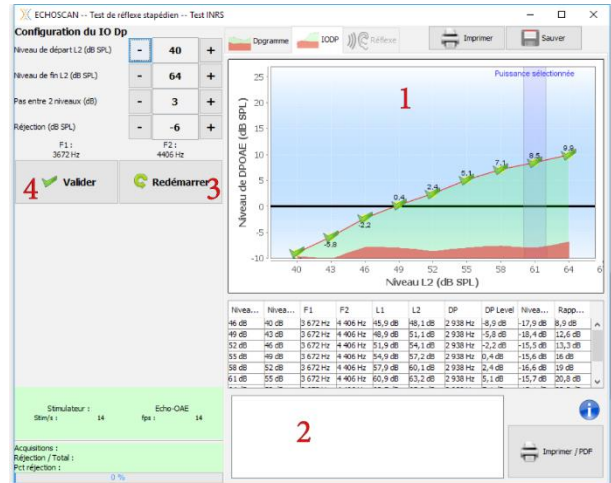 ECHOSCAN -- Test de réflexe stapédien -- Test INRS
Configuration du IO Dp
Niveau de départ L2 (dB SPL) - 40 +
Niveau de fin L2 (dB SPL) - 64 +
Pas entre 2 niveaux (dB) - 3 +
Réjection (dB SPL) - -6 +
F1 : F2 :
3672 Hz 4406 Hz
4 Valider Redémarrer 3
Dpgramme IODP Réflexe Imprimer Sauver
Puissance sélectionnée
1
Niveau de DPOAE (dB SPL)
25
20
15
10
5
0
-5
-10
-5.8 -2.2 0.4 2.4 5.1 7.1 8.5 9.8
40 43 46 49 52 55 58 61 64 6
Niveau L2 (dB SPL)
Nivea... Nivea... F1 F2 L1 L2 DP DP Level Nivea... Rapp...
46 dB 40 dB 3 672 Hz 4 406 Hz 45,9 dB 48,1 dB 2 938 Hz -8,9 dB -17,9 dB 8,9 dB
49 dB 43 dB 3 672 Hz 4 406 Hz 48,9 dB 51,1 dB 2 938 Hz -5,8 dB -18,4 dB 12,6 dB
52 dB 46 dB 3 672 Hz 4 406 Hz 51,9 dB 54,1 dB 2 938 Hz -2,2 dB -15,5 dB 13,3 dB
55 dB 49 dB 3 672 Hz 4 406 Hz 54,9 dB 57,2 dB 2 938 Hz 0,4 dB -15,6 dB 16 dB
58 dB 52 dB 3 672 Hz 4 406 Hz 57,9 dB 60,1 dB 2 938 Hz 2,4 dB -16,6 dB 19 dB
61 dB 55 dB 3 672 Hz 4 406 Hz 60,9 dB 63,2 dB 2 938 Hz 5,1 dB -15,7 dB 20,8 dB
Stimulateur : Echo-OAE
Stim/s : 14 fps : 14
Acquisitions :
Réjection / Total :
Pct réjection :
0 %
2
Imprimer / PDF